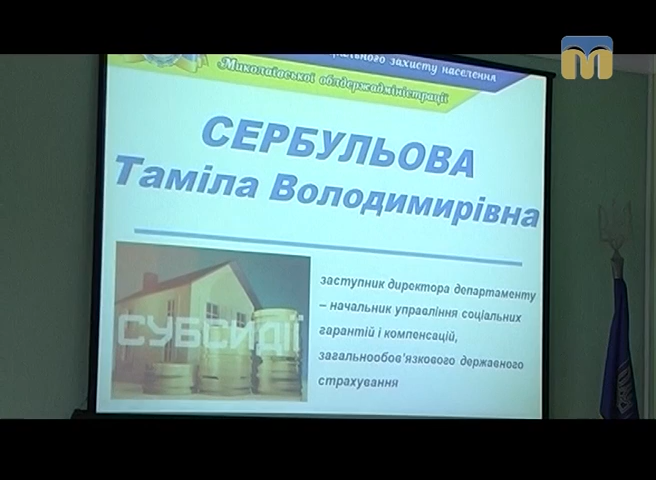 захисту населення
Миколаївської облдержадміністрації
СЕРБУЛЬОВА
Таміла Володимирівна
СУБСИДІЇ
заступник директора департаменту
– начальник управління соціальних
гарантій і компенсацій,
загальнообов'язкового державного
страхування